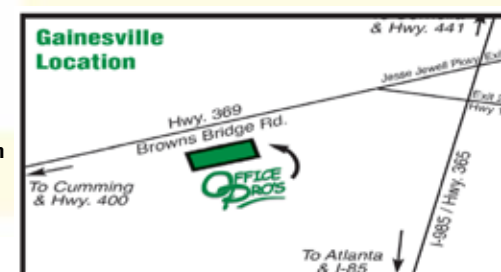 Gainesville
Location
& Hwy. 441
Jesse Jewell Pkwy.
Hwy. 369
Browns Bridge Rd.
To Cumming
& Hwy. 400
OFFICE
PRO'S
I-985 / Hwy. 365
To Atlanta
& I-85